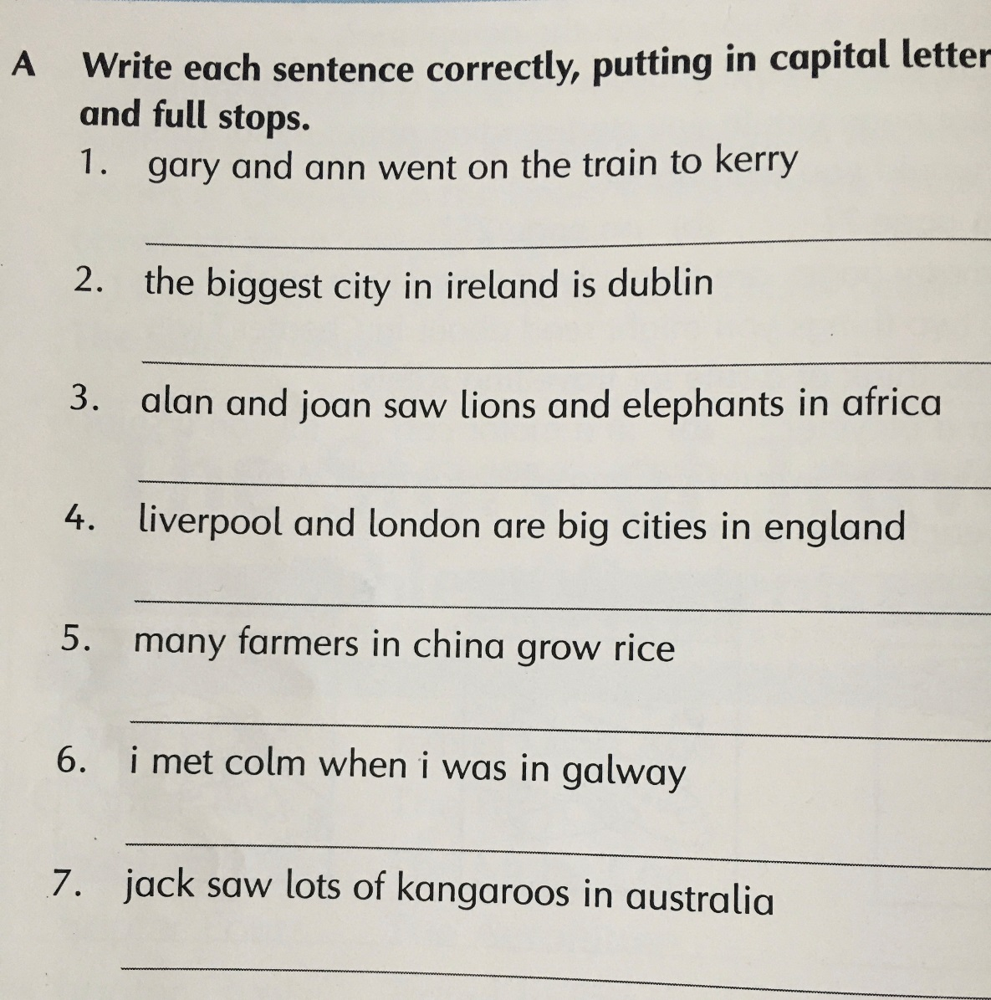 A Write each sentence correctly, putting in capital letter
and full stops.
1. gary and ann went on the train to kerry
2. the biggest city in ireland is dublin
3. alan and joan saw lions and elephants in africa
4. liverpool and london are big cities in england
5. many farmers in china grow rice
6. i met colm when i was in galway
7. jack saw lots of kangaroos in australia